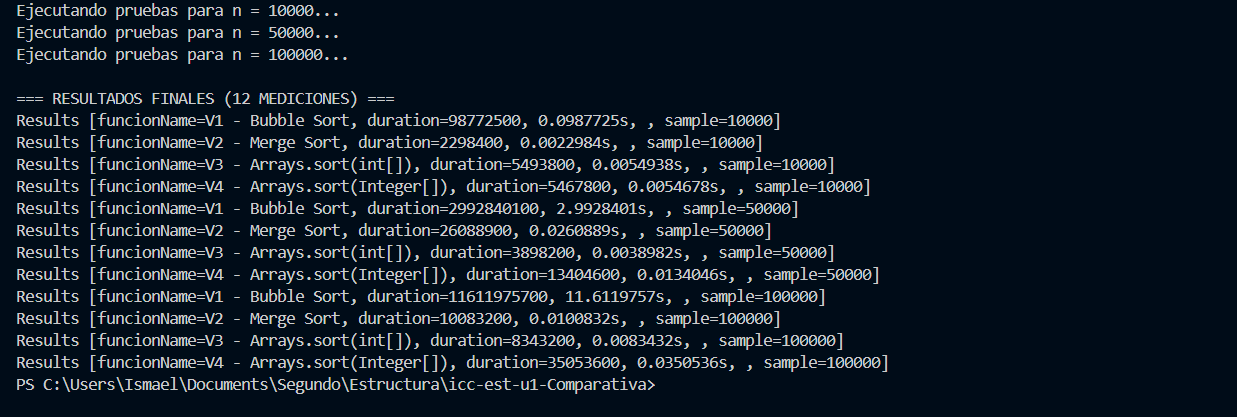 Ejecutando pruebas para n = 10000...
Ejecutando pruebas para n = 50000...
Ejecutando pruebas para n = 100000...
=== RESULTADOS FINALES (12 MEDICIONES) ===
Results [funcionName=V1 - Bubble Sort, duration=98772500, 0.0987725s, , sample=10000]
Results [funcionName=V2 - Merge Sort, duration=2298400, 0.0022984s, , sample=10000]
Results [funcionName=V3 - Arrays.sort(int[]), duration=5493800, 0.0054938s, , sample=10000]
Results [funcionName=V4 - Arrays.sort(Integer[]), duration=5467800, 0.0054678s, , sample=10000]
Results [funcionName=V1 - Bubble Sort, duration=2992840100, 2.9928401s, , sample=50000]
Results [funcionName=V2 - Merge Sort, duration=26088900, 0.0260889s, , sample=50000]
Results [funcionName=V3 - Arrays.sort(int[]), duration=3898200, 0.0038982s, , sample=50000]
Results [funcionName=V4 - Arrays.sort(Integer[]), duration=13404600, 0.0134046s, , sample=50000]
Results [funcionName=V1 - Bubble Sort, duration=11611975700, 11.6119757s, , sample=100000]
Results [funcionName=V2 - Merge Sort, duration=10083200, 0.0100832s, , sample=100000]
Results [funcionName=V3 - Arrays.sort(int[]), duration=8343200, 0.0083432s, , sample=100000]
Results [funcionName=V4 - Arrays.sort(Integer[]), duration=35053600, 0.0350536s, , sample=100000]
PS C:\Users\Ismael\Documents\Segundo\Estructura\icc-est-u1-Comparativa>